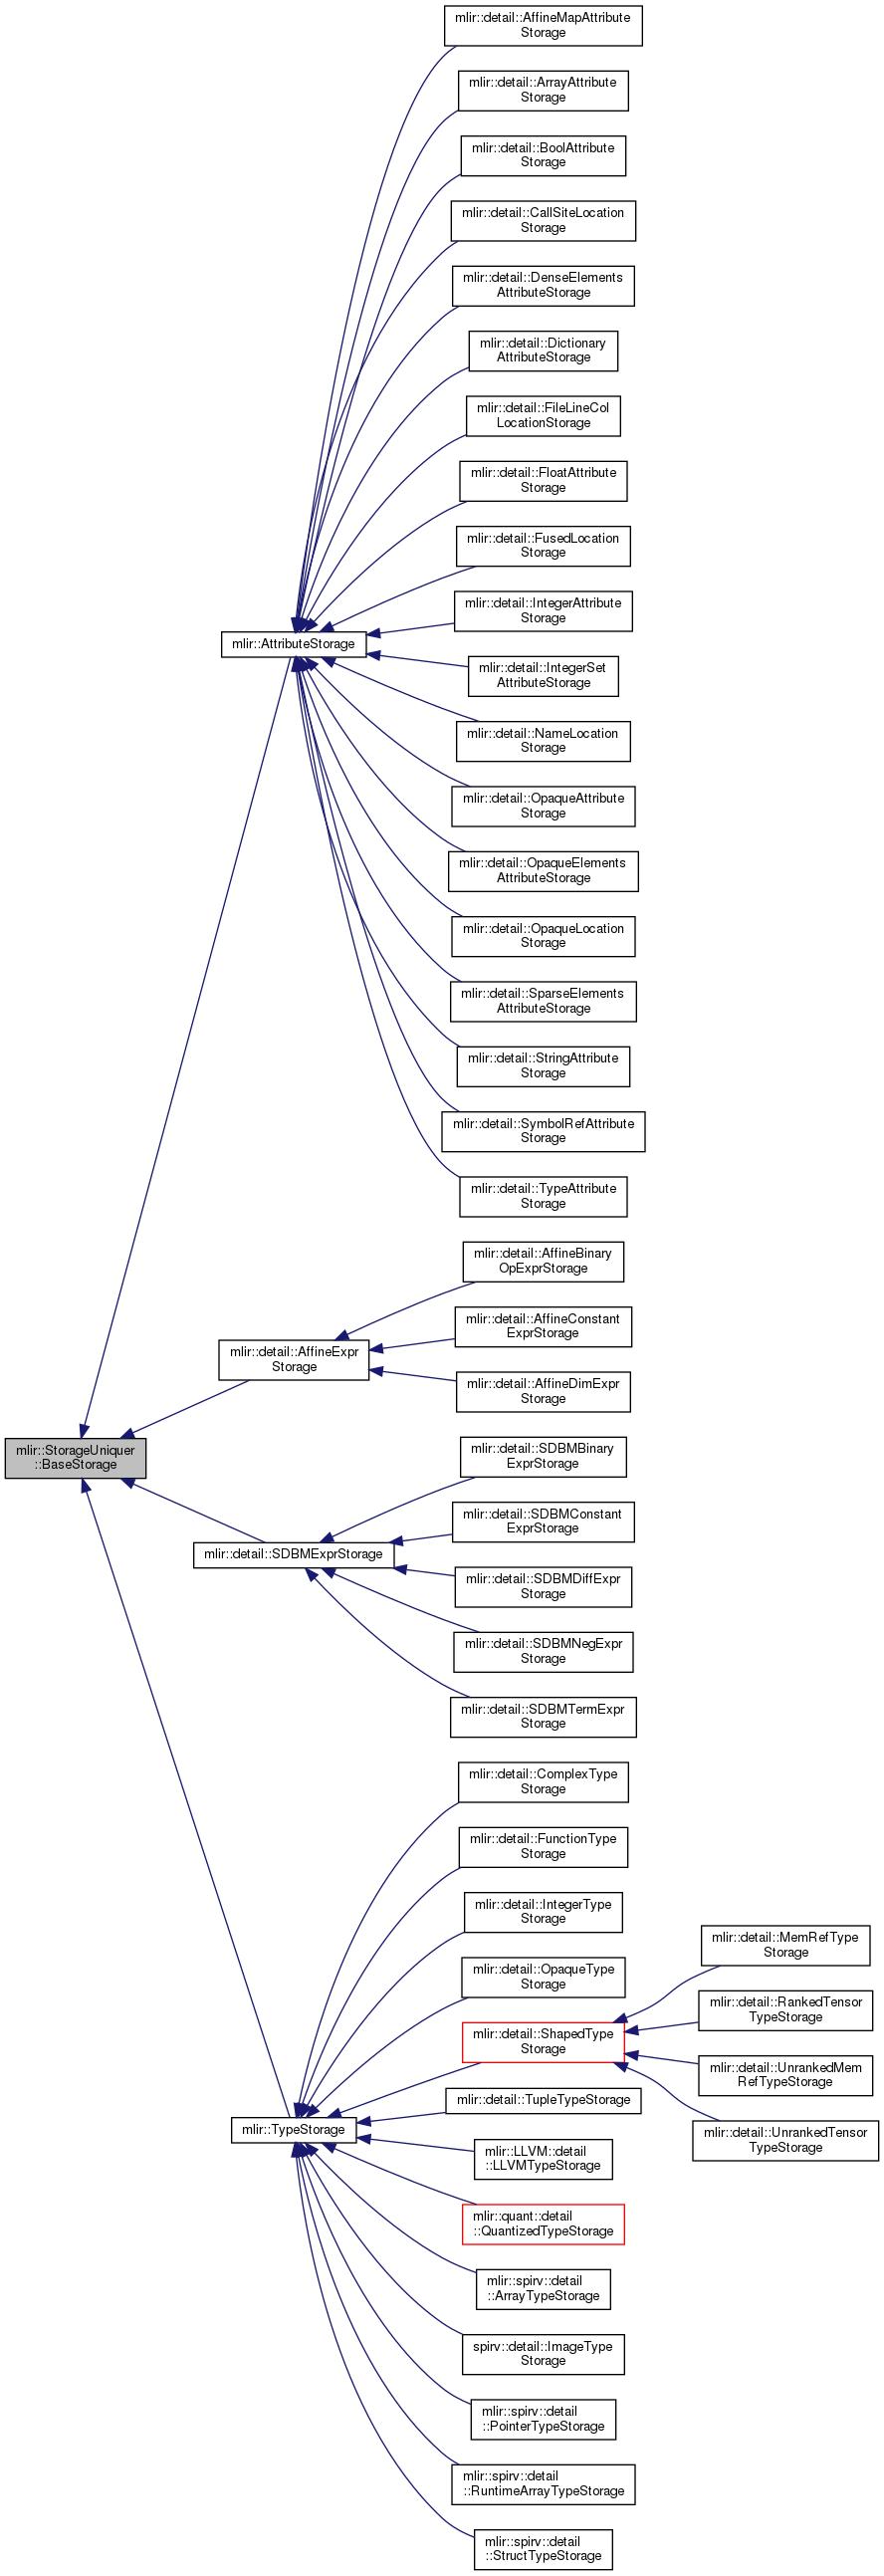 mlir::detail::AffineMapAttribute
Storage
mlir::detail::ArrayAttribute
Storage
mlir::detail::BoolAttribute
Storage
mlir::detail::CallSiteLocation
Storage
mlir::detail::DenseElements
AttributeStorage
mlir::detail::Dictionary
AttributeStorage
mlir::detail::FileLineCol
LocationStorage
mlir::detail::FloatAttribute
Storage
mlir::detail::FusedLocation
Storage
mlir::detail::IntegerAttribute
Storage
mlir::AttributeStorage
mlir::detail::IntegerSet
AttributeStorage
mlir::detail::NameLocation
Storage
mlir::detail::OpaqueAttribute
Storage
mlir::detail::OpaqueElements
AttributeStorage
mlir::detail::OpaqueLocation
Storage
mlir::detail::SparseElements
AttributeStorage
mlir::detail::StringAttribute
Storage
mlir::detail::SymbolRefAttribute
Storage
mlir::detail::TypeAttribute
Storage
mlir::detail::AffineBinary
OpExprStorage
mlir::detail::AffineConstant
ExprStorage
mlir::detail::AffineExpr
Storage
mlir::detail::AffineDimExpr
Storage
mlir::StorageUniquer
::BaseStorage
mlir::detail::SDBMBinary
ExprStorage
mlir::detail::SDBMConstant
ExprStorage
mlir::detail::SDBMExprStorage
mlir::detail::SDBMDiffExpr
Storage
mlir::detail::SDBMNegExpr
Storage
mlir::detail::SDBMTermExpr
Storage
mlir::detail::ComplexType
Storage
mlir::detail::FunctionType
Storage
mlir::detail::IntegerType
Storage
mlir::detail::OpaqueType
Storage
mlir::detail::ShapedType
Storage
mlir::detail::MemRefType
Storage
mlir::detail::RankedTensor
TypeStorage
mlir::detail::UnrankedMem
RefTypeStorage
mlir::detail::UnrankedTensor
TypeStorage
mlir::detail::TupleTypeStorage
mlir::TypeStorage
mlir::LLVM::detail
::LLVMTypeStorage
mlir::quant::detail
::QuantizedTypeStorage
mlir::spirv::detail
::ArrayTypeStorage
spirv::detail::ImageType
Storage
mlir::spirv::detail
::PointerTypeStorage
mlir::spirv::detail
::RuntimeArrayTypeStorage
mlir::spirv::detail
::StructTypeStorage